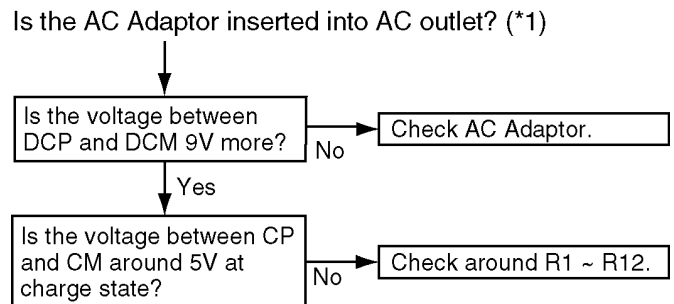 Is the AC Adaptor inserted into AC outlet? (*1)
Is the voltage between
DCP and DCM 9V more?
No
Check AC Adaptor.
Yes
Is the voltage between CP
and CM around 5V at
charge state?
No
Check around R1 ~ R12.